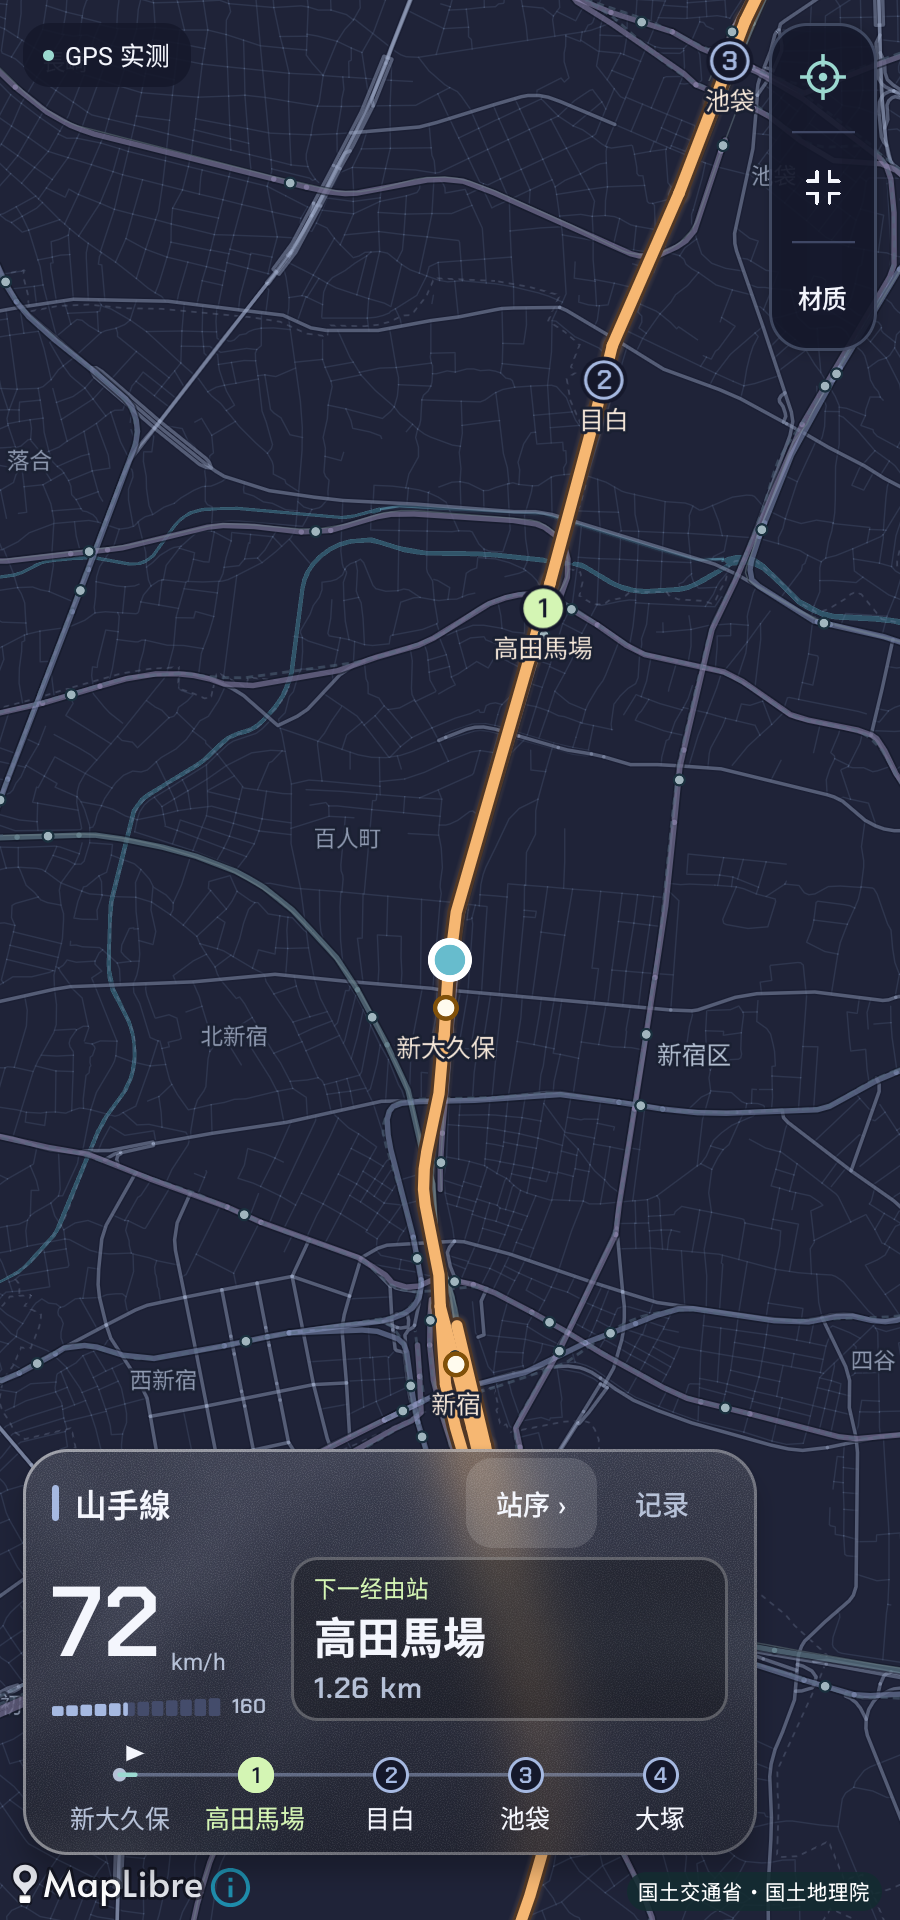 GPS 实测
3
池袋
池袋
材质
2
目白
落合
1
高田馬場
百人町
北新宿
新大久保
新宿区
西新宿
新宿
四谷
山手線
站序 ›
记录
72
km/h
160
下一经由站
高田馬場
1.26 km
1
2
3
4
新大久保
高田馬場
目白
池袋
大塚
MapLibre
国土交通省・国土地理院